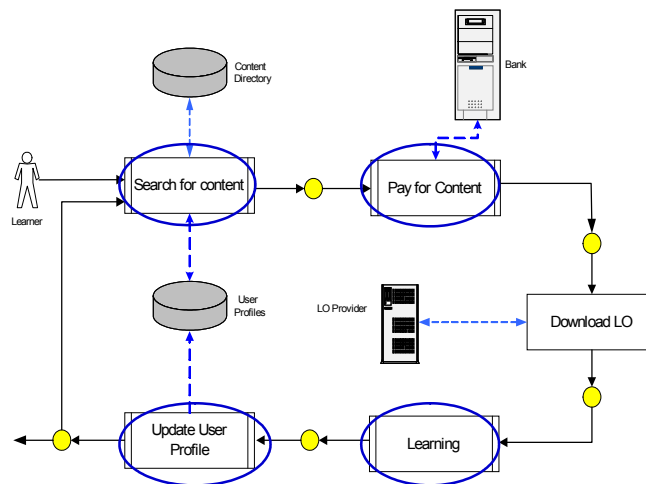 Content
Directory
Bank
Learner
Search for content
Pay for Content
User
Profiles
LO Provider
Download LO
Update User
Profile
Learning